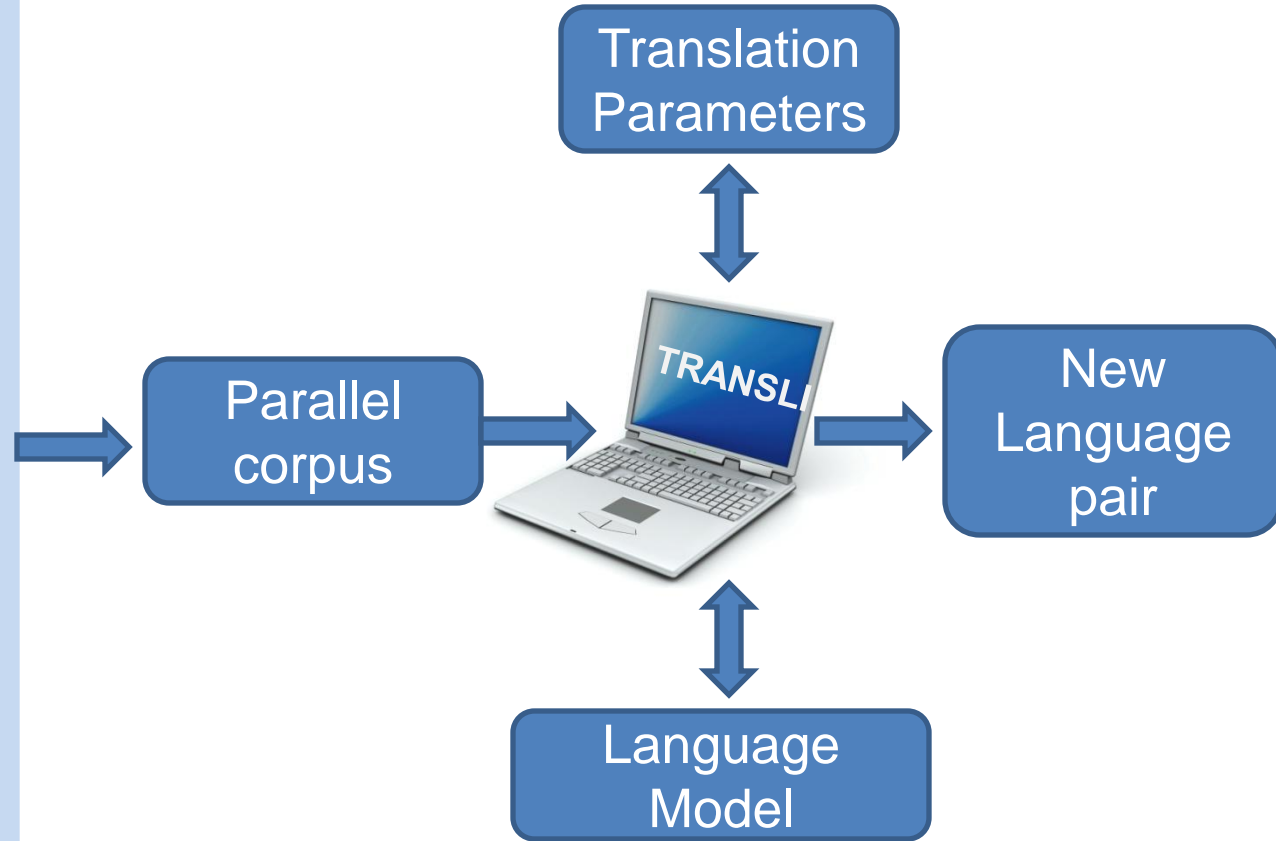 Translation
Parameters
Parallel
corpus
TRANSLI
New
Language
pair
Language
Model